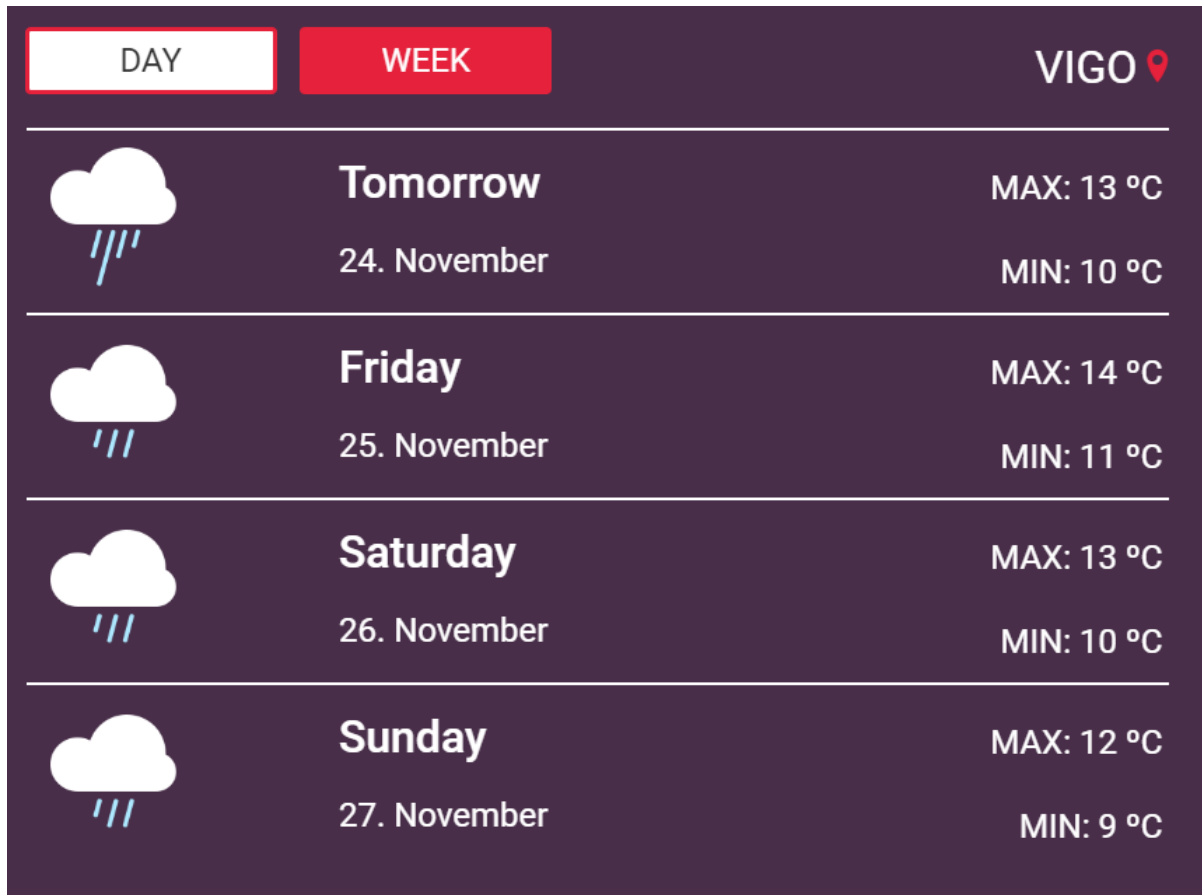 DAY
WEEK
VIGO
Tomorrow
MAX: 13 ºC
24. November
MIN: 10 ºC
Friday
MAX: 14 ºC
25. November
MIN: 11 ºC
Saturday
MAX: 13 ºC
26. November
MIN: 10 ºC
Sunday
MAX: 12 ºC
27. November
MIN: 9 ºC